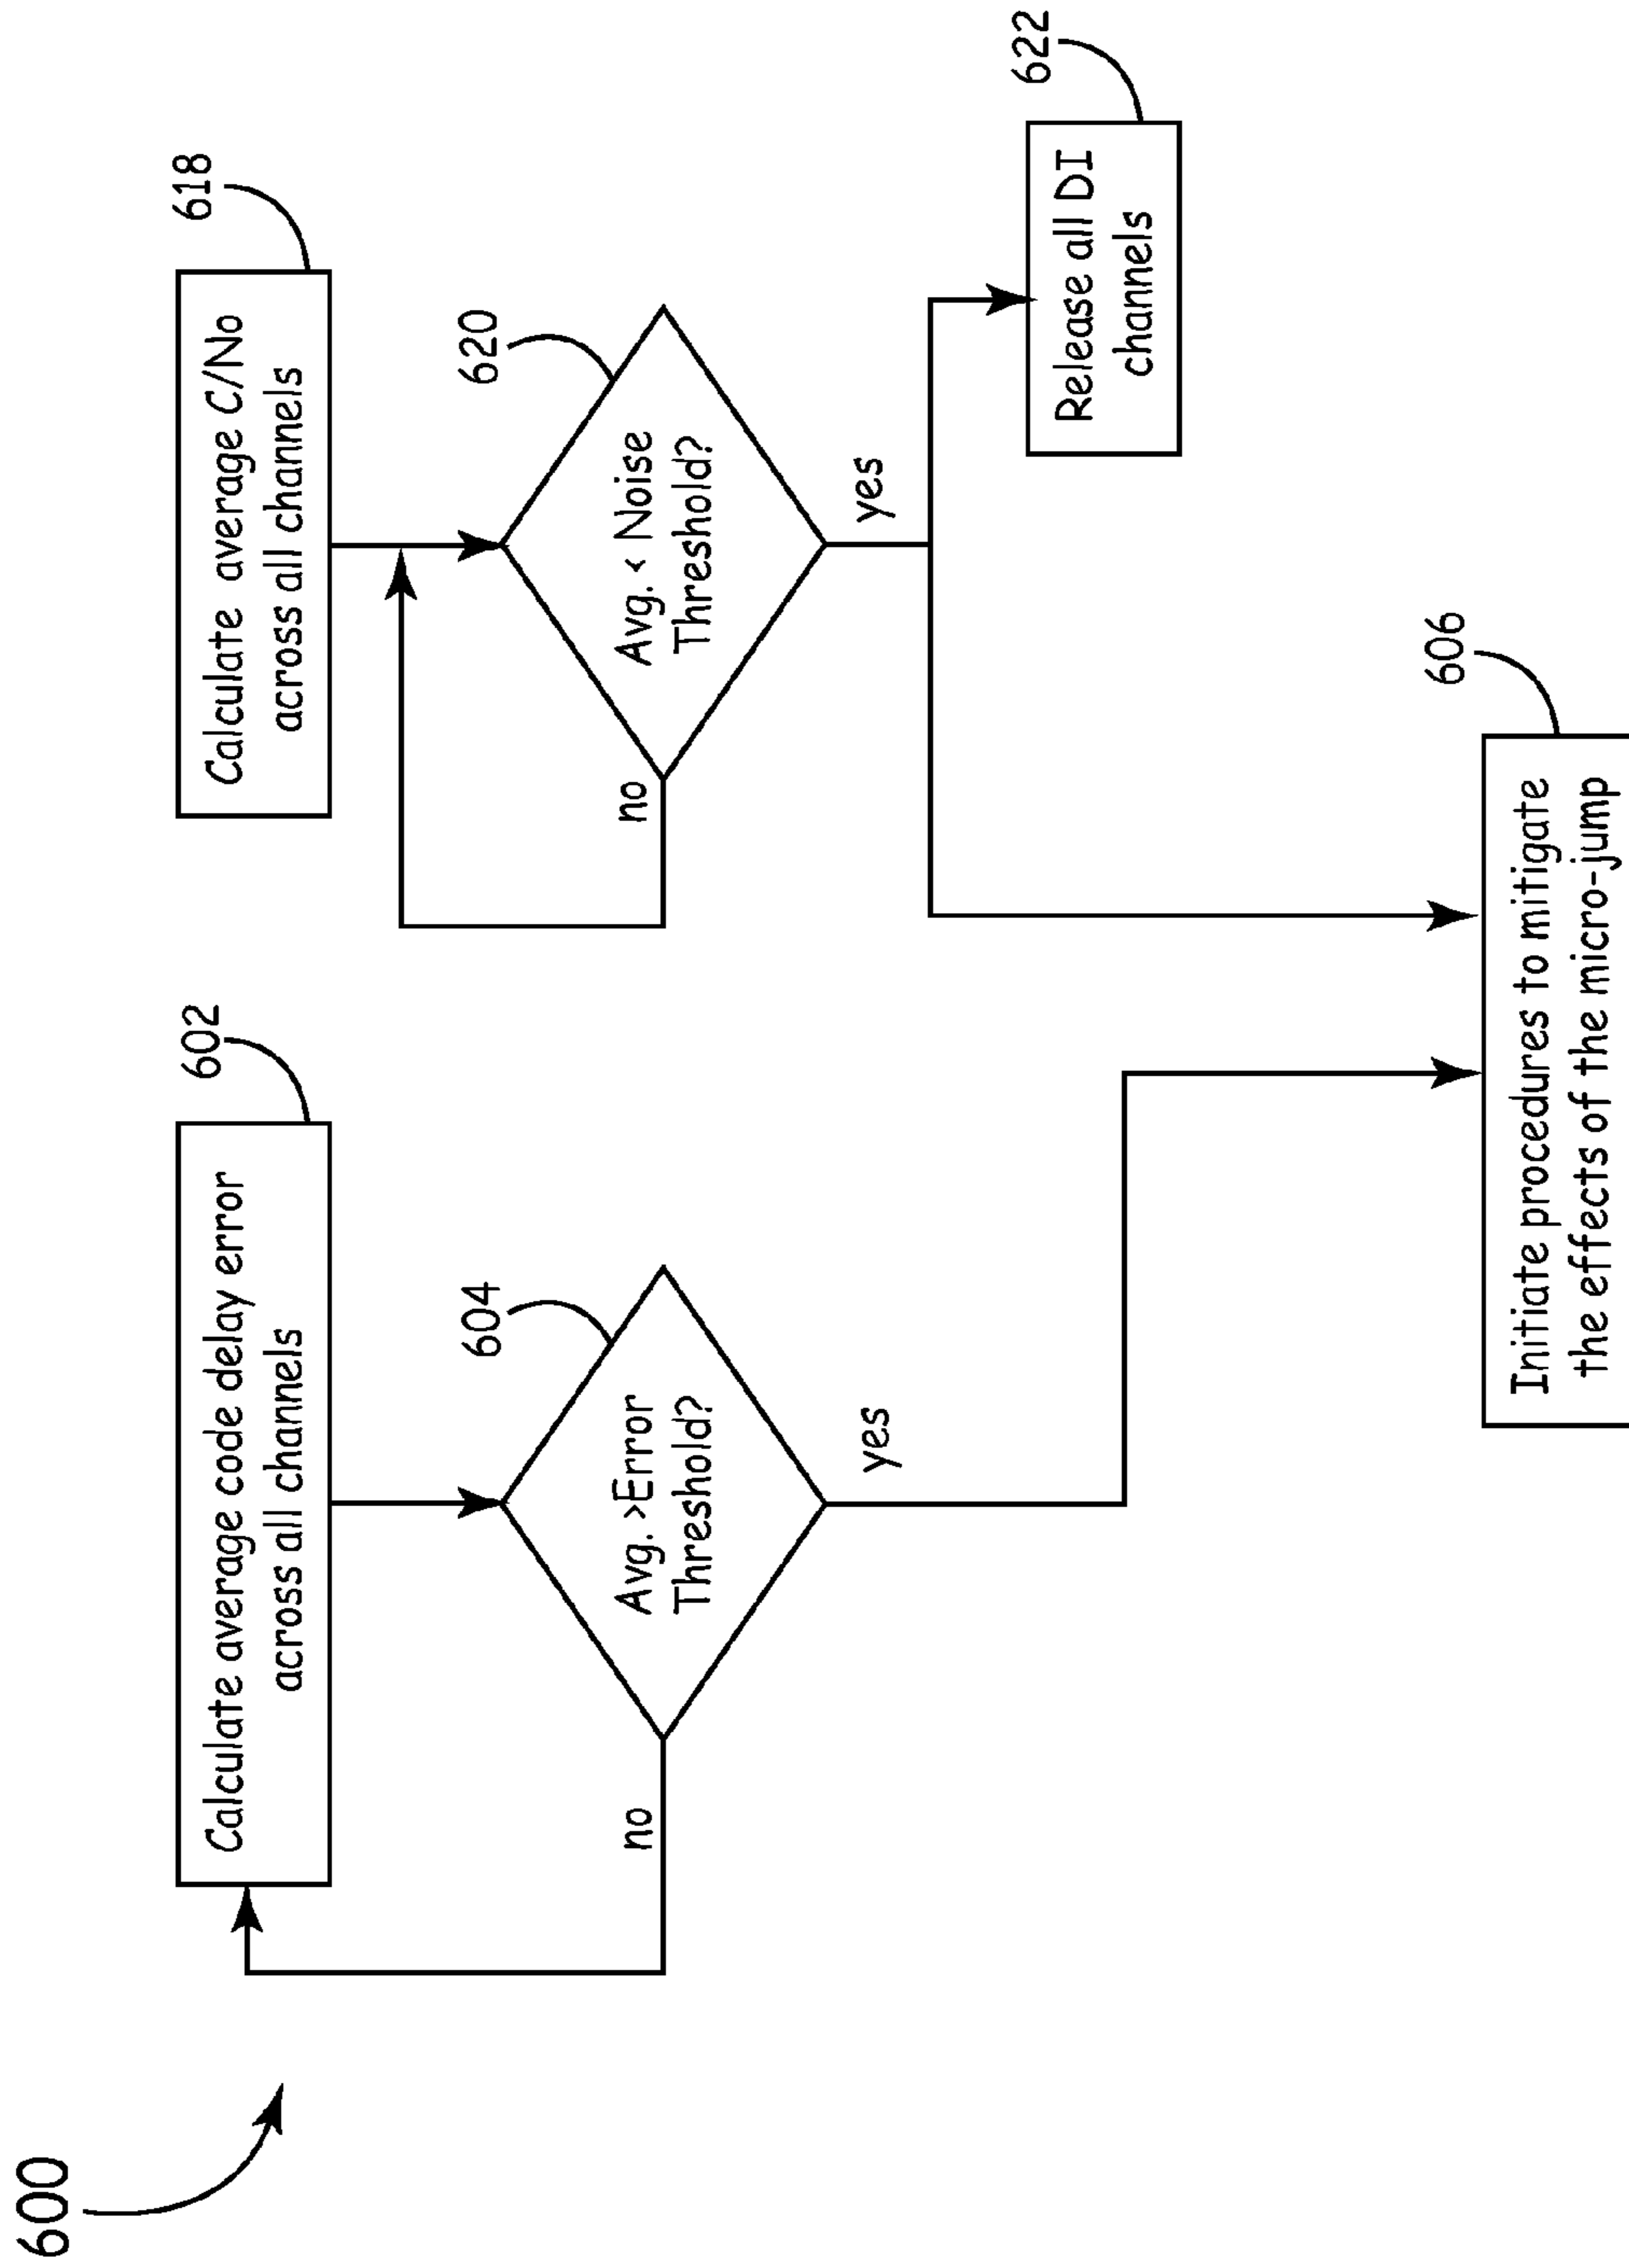 600
602
Calculate average code delay error
across all channels
604
Avg. >Error
Threshold?
no
yes
618
Calculate average C/No
across all channels
620
Avg. < Noise
Threshold?
no
yes
622
Release all DI
channels
606
Initiate procedures to mitigate
the effects of the micro-jump